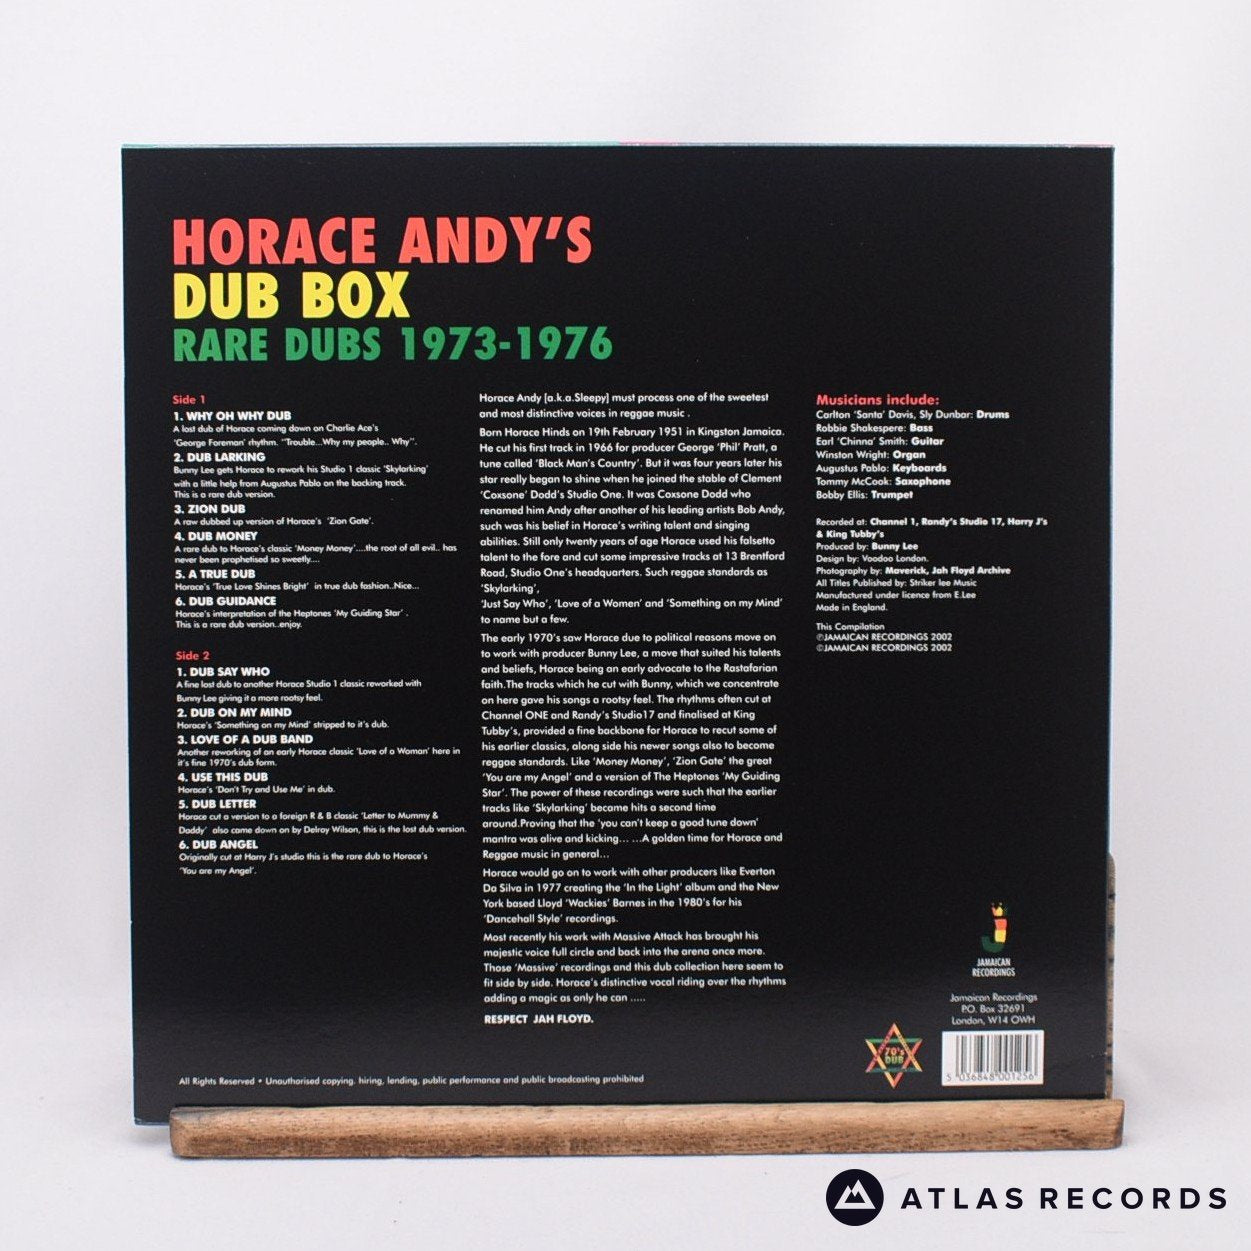 HORACE ANDY'S
DUB BOX
RARE DUBS 1973-1976
Side 1
1. WHY OH WHY DUB
A lost dub of Horace coming down on Charlie Ace's
'George Foreman' rhythm. "Trouble...Why my people.. Why".
2. DUB LARKING
Bunny Lee gets Horace to rework his Studio 1 classic 'Skylarking'
with a little help from Augustus Pablo on the backing track.
This is a rare dub version.
3. ZION DUB
A raw dubbed up version of Horace's 'Zion Gate'.
4. DUB MONEY
A rare dub to Horace's classic 'Money Money'....the root of all evil.. has
never been prophetised so sweetly....
5. A TRUE DUB
Horace's 'True Love Shines Bright' in true dub fashion..Nice...
6. DUB GUIDANCE
Horace's interpretation of the Heptones 'My Guiding Star' .
This is a rare dub version..enjoy.
Side 2
1. DUB SAY WHO
A fine lost dub to another Horace Studio 1 classic reworked with
Bunny Lee giving it a more rootsy feel.
2. DUB ON MY MIND
Horace's 'Something on my Mind' stripped to it's dub.
3. LOVE OF A DUB BAND
Another reworking of an early Horace classic 'Love of a Woman' here in
it's fine 1970's dub form.
4. USE THIS DUB
Horace's 'Don't Try and Use Me' in dub.
5. DUB LETTER
Horace cut a version to a foreign R & B classic 'Letter to Mummy &
Daddy' also came down on by Delroy Wilson, this is the lost dub version.
6. DUB ANGEL
Originally cut at Harry J's studio this is the rare dub to Horace's
'You are my Angel'.
Horace Andy [a.k.a.Sleepy] must process one of the sweetest
and most distinctive voices in reggae music .
Born Horace Hinds on 19th February 1951 in Kingston Jamaica.
He cut his first track in 1966 for producer George 'Phil' Pratt, a
tune called 'Black Man's Country'. But it was four years later his
star really began to shine when he joined the stable of Clement
'Coxsone' Dodd's Studio One. It was Coxsone Dodd who
renamed him Andy after another of his leading artists Bob Andy,
such was his belief in Horace's writing talent and singing
abilities. Still only twenty years of age Horace used his falsetto
talent to the fore and cut some impressive tracks at 13 Brentford
Road, Studio One's headquarters. Such reggae standards as
'Skylarking',
'Just Say Who', 'Love of a Women' and 'Something on my Mind'
to name but a few.
The early 1970's saw Horace due to political reasons move on
to work with producer Bunny Lee, a move that suited his talents
and beliefs, Horace being an early advocate to the Rastafarian
faith.The tracks which he cut with Bunny, which we concentrate
on here gave his songs a rootsy feel. The rhythms often cut at
Channel ONE and Randy's Studio17 and finalised at King
Tubby's, provided a fine backbone for Horace to recut some of
his earlier classics, along side his newer songs also to become
reggae standards. Like 'Money Money', 'Zion Gate' the great
'You are my Angel' and a version of The Heptones 'My Guiding
Star'. The power of these recordings were such that the earlier
tracks like 'Skylarking' became hits a second time
around.Proving that the 'you can't keep a good tune down'
mantra was alive and kicking... ...A golden time for Horace and
Reggae music in general...
Horace would go on to work with other producers like Everton
Da Silva in 1977 creating the 'In the Light' album and the New
York based Lloyd 'Wackies' Barnes in the 1980's for his
'Dancehall Style' recordings.
Most recently his work with Massive Attack has brought his
majestic voice full circle and back into the arena once more.
Those 'Massive' recordings and this dub collection here seem to
fit side by side. Horace's distinctive vocal riding over the rhythms
adding a magic as only he can .....
RESPECT JAH FLOYD.
Musicians include:
Carlton 'Santa' Davis, Sly Dunbar: Drums
Robbie Shakespere: Bass
Earl 'Chinna' Smith: Guitar
Winston Wright: Organ
Augustus Pablo: Keyboards
Tommy McCook: Saxophone
Bobby Ellis: Trumpet
Recorded at: Channel 1, Randy's Studio 17, Harry J's
& King Tubby's
Produced by: Bunny Lee
Design by: Voodoo London.
Photography by: Maverick, Jah Floyd Archive
All Titles Published by: Striker lee Music
Manufactured under licence from E.Lee
Made in England.
This Compilation
℗JAMAICAN RECORDINGS 2002
©JAMAICAN RECORDINGS 2002
JAMAICAN
RECORDINGS
Jamaican Recordings
P.O. Box 32691
London, W14 OWH
70's
DUB
5 036848 001256
All Rights Reserved • Unauthorised copying, hiring, lending, public performance and public broadcasting prohibited
ATLAS RECORDS